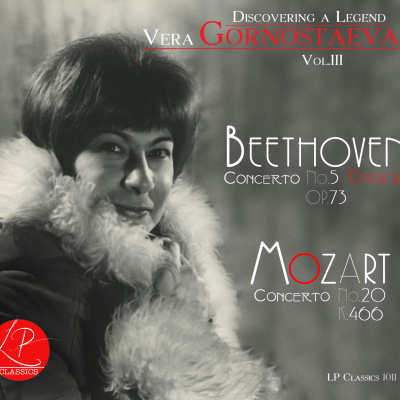 Discovering a Legend
Vera Gornostaeva
Vol.III
Beethoven
Concerto No.5 Emperor
Op.73
Mozart
Concerto No.20
K.466
LP
Classics
LP Classics 1011